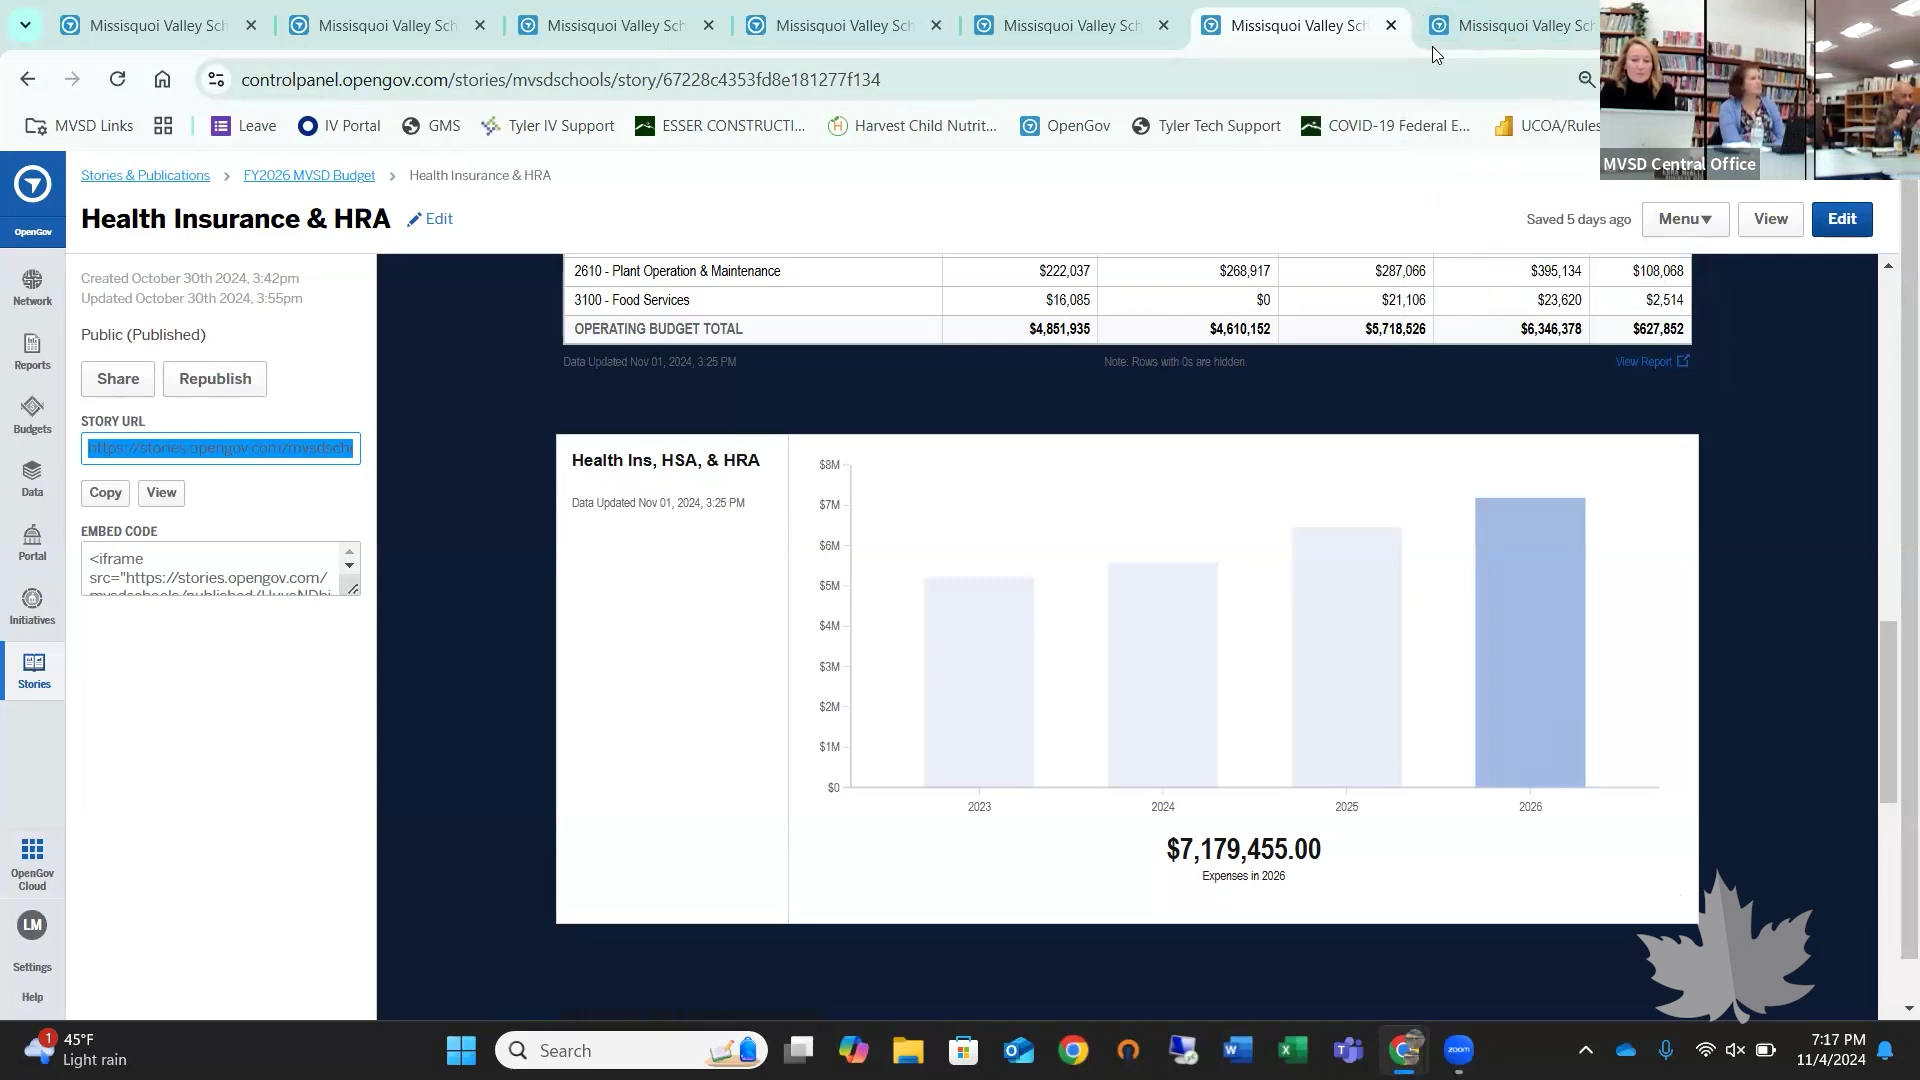 Missisquoi Valley Sch
Missisquoi Valley Sch
Missisquoi Valley Sch
Missisquoi Valley Sch
Missisquoi Valley Sch
Missisquoi Valley Sch
Missisquoi Valley Sch
controlpanel.opengov.com/stories/mvsdschools/story/67228c4353fd8e181277f134
MVSD Links
Leave
IV Portal
GMS
Tyler IV Support
ESSER CONSTRUCTI...
Harvest Child Nutrit...
OpenGov
Tyler Tech Support
COVID-19 Federal E...
UCOA/Rules
MVSD Central Office
Stories & Publications > FY2026 MVSD Budget > Health Insurance & HRA
Health Insurance & HRA
Edit
Saved 5 days ago
Menu▾
View
Edit
OpenGov
Network
Reports
Budgets
Data
Portal
Initiatives
Stories
OpenGov
Cloud
LM
Settings
Help
Created October 30th 2024, 3:42pm
Updated October 30th 2024, 3:55pm
Public (Published)
Share
Republish
STORY URL
https://stories.opengov.com/mvsdsch
Copy
View
EMBED CODE
<iframe
src="https://stories.opengov.com/
2610 - Plant Operation & Maintenance $222,037 $268,917 $287,066 $395,134 $108,068
3100 - Food Services $16,085 $0 $21,106 $23,620 $2,514
OPERATING BUDGET TOTAL $4,851,935 $4,610,152 $5,718,526 $6,346,378 $627,852
Data Updated Nov 01, 2024, 3:25 PM
Note: Rows with 0s are hidden.
View Report
Health Ins, HSA, & HRA
Data Updated Nov 01, 2024, 3:25 PM
$8M
$7M
$6M
$5M
$4M
$3M
$2M
$1M
$0
2023
2024
2025
2026
$7,179,455.00
Expenses in 2026
1
45°F
Light rain
Search
zoom
7:17 PM
11/4/2024